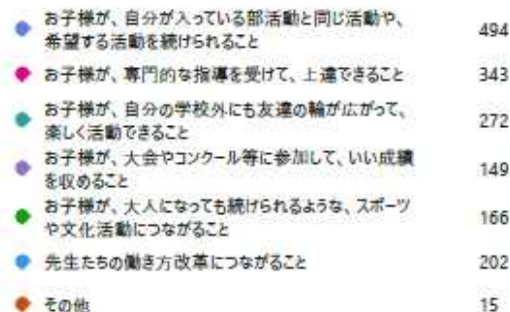 お子様が、自分が入っている部活動と同じ活動や、
希望する活動を続けられること
494
お子様が、専門的な指導を受けて、上達できること
343
お子様が、自分の学校外にも友達の輪が広がって、
楽しく活動できること
272
お子様が、大会やコンクール等に参加して、いい成績
を収めること
149
お子様が、大人になっても続けられるような、スポーツ
や文化活動につながること
166
先生たちの働き方改革につながること
202
その他
15